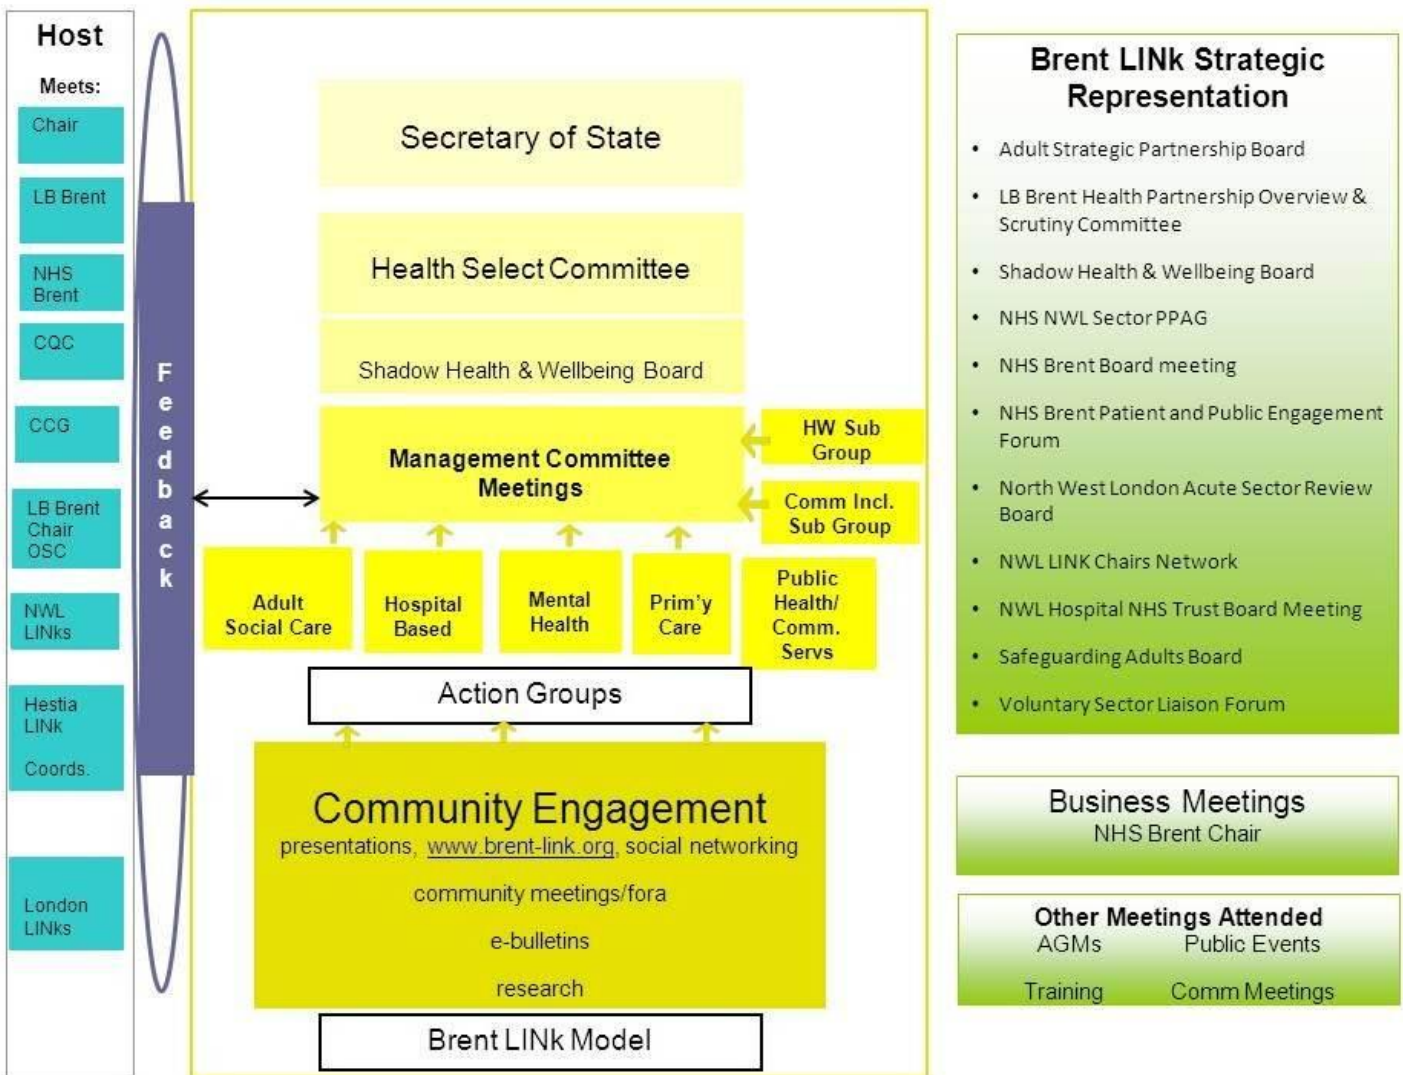 Host
Meets:
Chair
LB Brent
NHS
Brent
CQC
CCG
LB Brent
Chair
OSC
NWL
LINKs
Hestia
LINk
Coords.
London
LINks
Feedback
Secretary of State
Health Select Committee
Shadow Health & Wellbeing Board
Management Committee
Meetings
HW Sub
Group
Comm Incl.
Sub Group
Adult
Social Care
Hospital
Based
Mental
Health
Prim'y
Care
Public
Health/
Comm.
Servs
Action Groups
Community Engagement
presentations, www.brent-link.org, social networking
community meetings/fora
e-bulletins
research
Brent LINk Model
Brent LINk Strategic
Representation
• Adult Strategic Partnership Board
• LB Brent Health Partnership Overview &
Scrutiny Committee
• Shadow Health & Wellbeing Board
• NHS NWL Sector PPAG
• NHS Brent Board meeting
• NHS Brent Patient and Public Engagement
Forum
• North West London Acute Sector Review
Board
• NWL LINK Chairs Network
• NWL Hospital NHS Trust Board Meeting
• Safeguarding Adults Board
• Voluntary Sector Liaison Forum
Business Meetings
NHS Brent Chair
Other Meetings Attended
AGMs Public Events
Training Comm Meetings